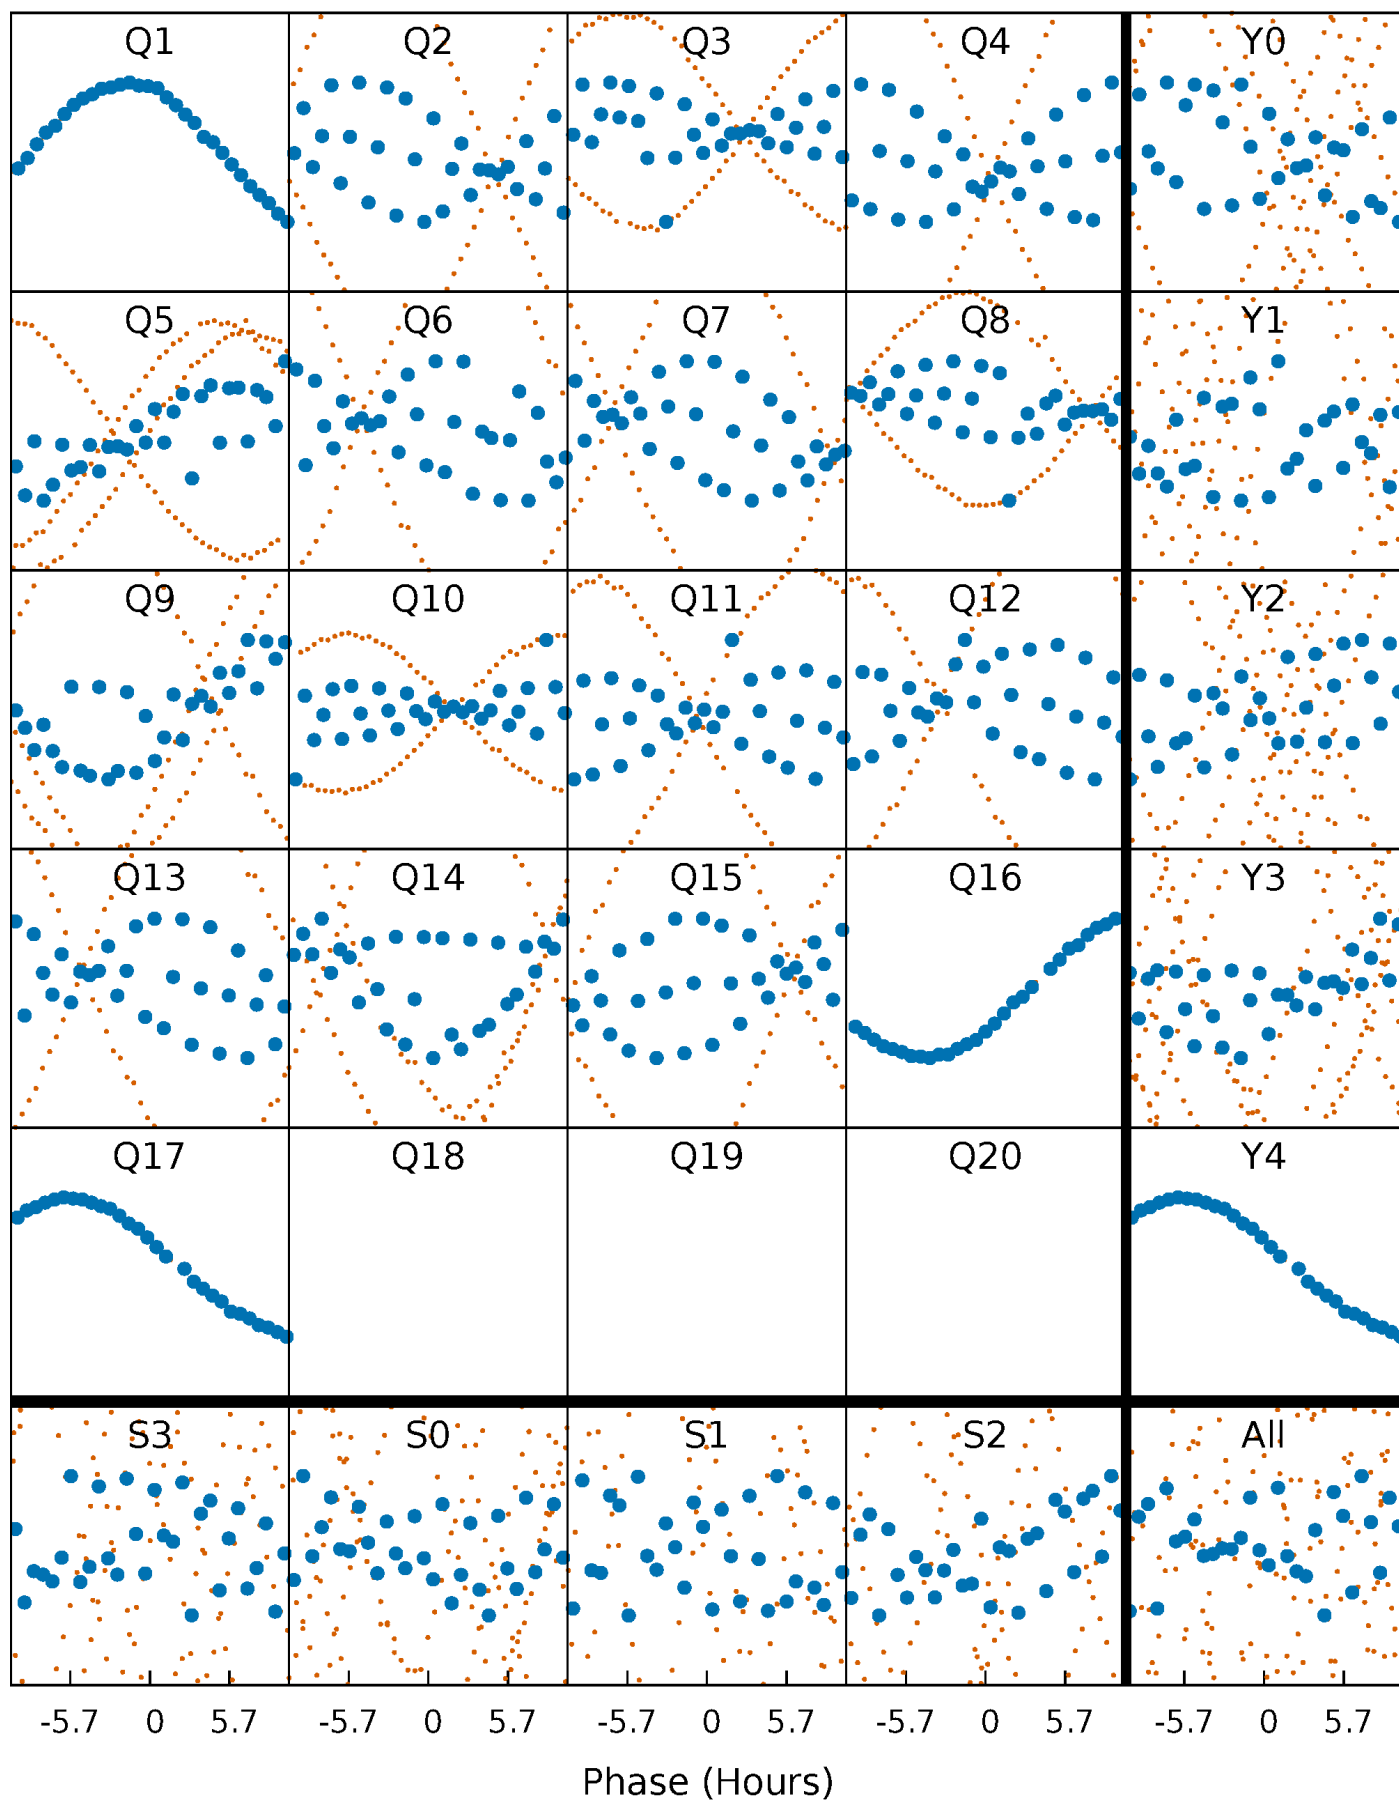 Q1 Q2 Q3 Q4 Y0
Q5 Q6 Q7 Q8 Y1
Q9 Q10 Q11 Q12 Y2
Q13 Q14 Q15 Q16 Y3
Q17 Q18 Q19 Q20 Y4
S3 S0 S1 S2 All
-5.7 0 5.7 -5.7 0 5.7 -5.7 0 5.7 -5.7 0 5.7 -5.7 0 5.7
Phase (Hours)